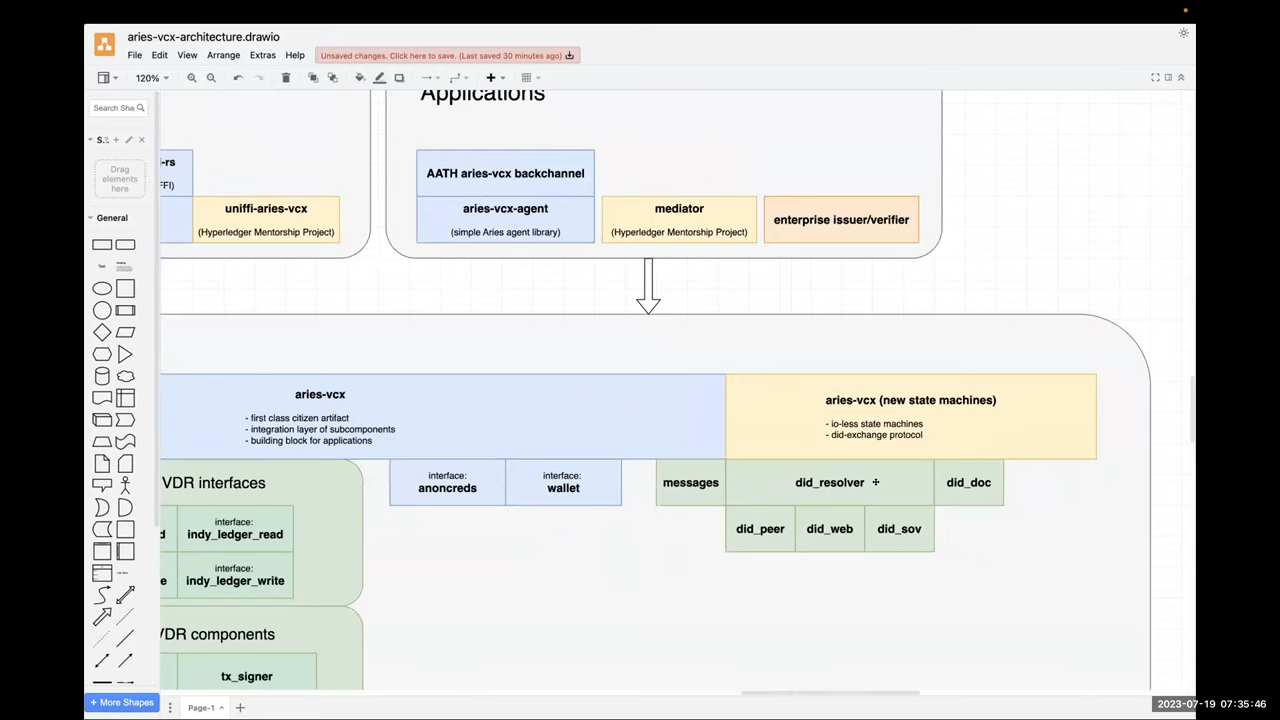 aries-vcx-architecture.drawio
File Edit View Arrange Extras Help Unsaved changes. Click here to save. (Last saved 30 minutes ago)
120%
Search Sha
S..
Drag
elements
here
General
Text
Heading
+ More Shapes
Page-1
Applications
l-rs
FFI)
uniffi-aries-vcx
(Hyperledger Mentorship Project)
AATH aries-vcx backchannel
aries-vcx-agent
(simple Aries agent library)
mediator
(Hyperledger Mentorship Project)
enterprise issuer/verifier
aries-vcx
- first class citizen artifact
- integration layer of subcomponents
- building block for applications
aries-vcx (new state machines)
- io-less state machines
- did-exchange protocol
VDR interfaces
interface:
anoncreds
interface:
wallet
messages
did_resolver
did_doc
did_peer
did_web
did_sov
d
interface:
indy_ledger_read
e
interface:
indy_ledger_write
VDR components
tx_signer
2023-07-19 07:35:46